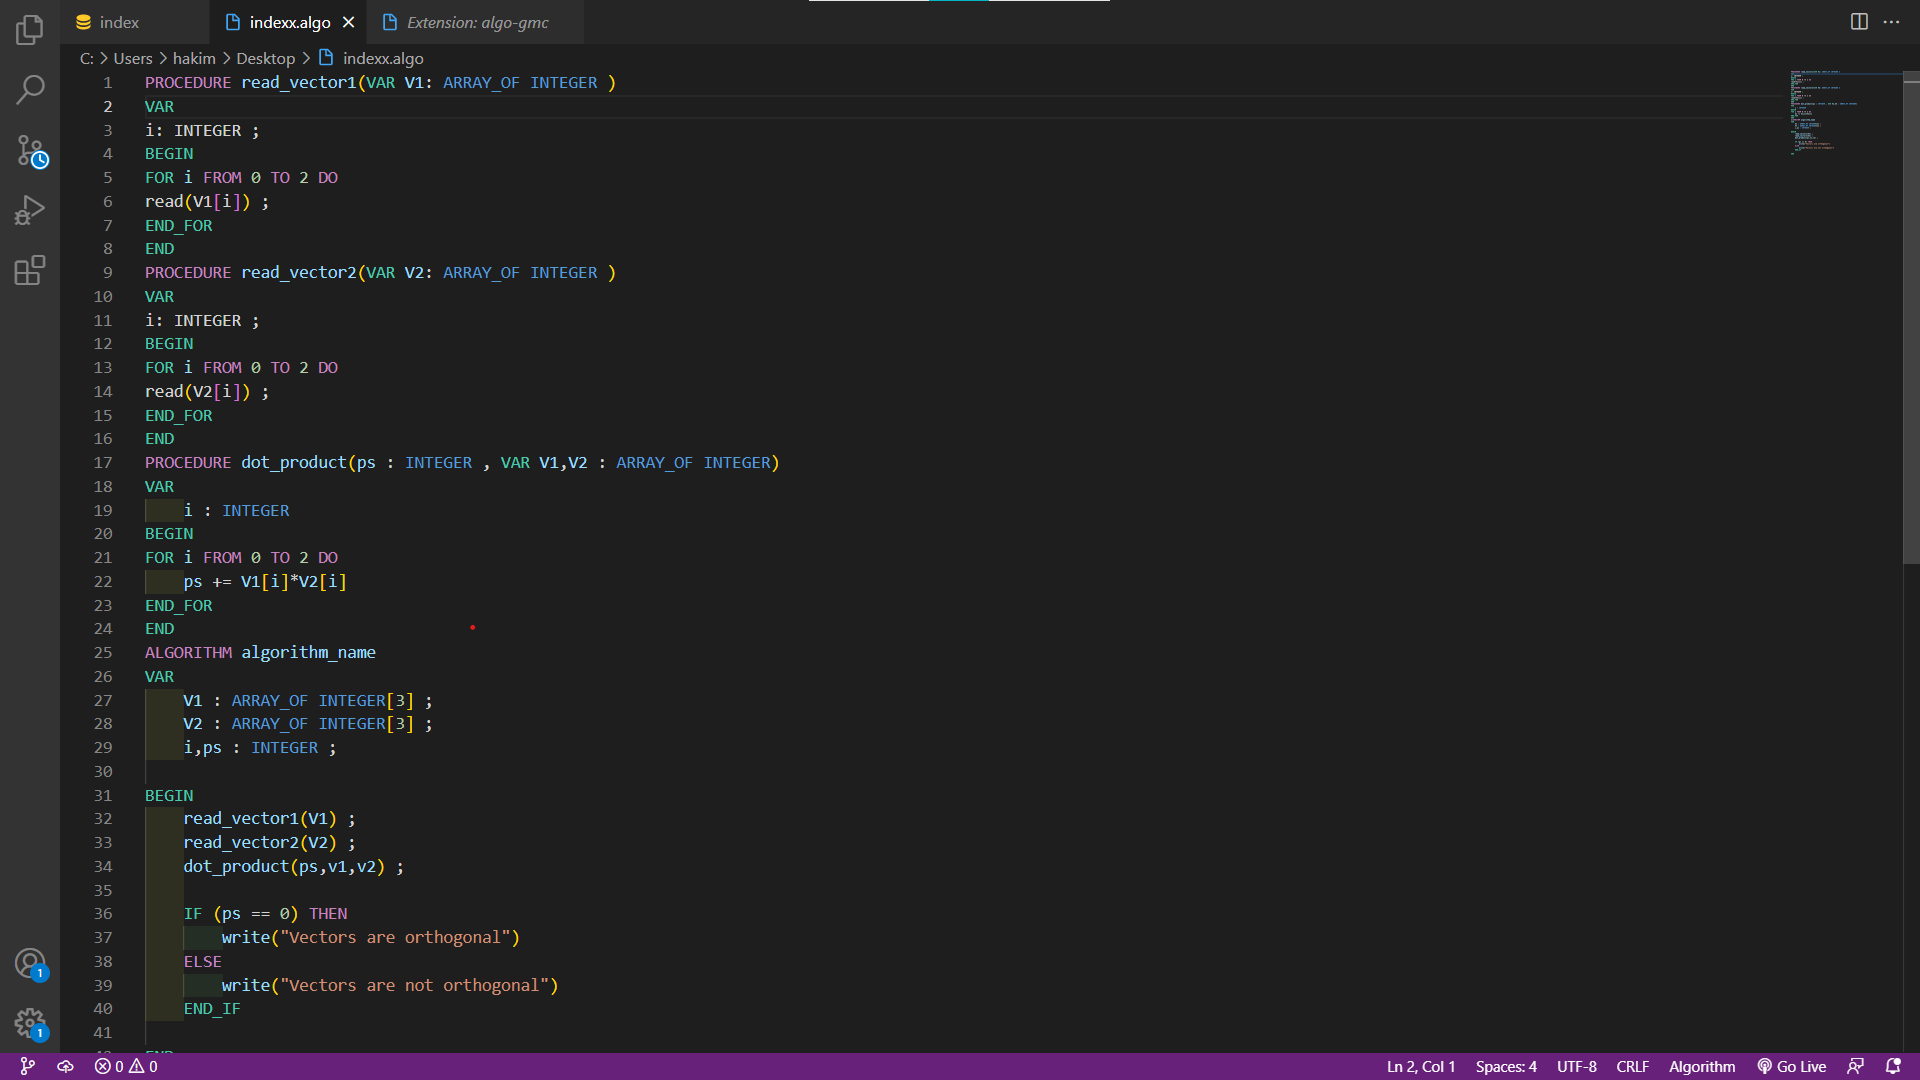 index
indexx.algo
Extension: algo-gmc
C: > Users > hakim > Desktop > indexx.algo
1 PROCEDURE read_vector1(VAR V1: ARRAY_OF INTEGER )
2 VAR
3 i: INTEGER ;
4 BEGIN
5 FOR i FROM 0 TO 2 DO
6 read(V1[i]) ;
7 END_FOR
8 END
9 PROCEDURE read_vector2(VAR V2: ARRAY_OF INTEGER )
10 VAR
11 i: INTEGER ;
12 BEGIN
13 FOR i FROM 0 TO 2 DO
14 read(V2[i]) ;
15 END_FOR
16 END
17 PROCEDURE dot_product(ps : INTEGER , VAR V1,V2 : ARRAY_OF INTEGER)
18 VAR
19 i : INTEGER
20 BEGIN
21 FOR i FROM 0 TO 2 DO
22 ps += V1[i]*V2[i]
23 END_FOR
24 END
25 ALGORITHM algorithm_name
26 VAR
27 V1 : ARRAY_OF INTEGER[3] ;
28 V2 : ARRAY_OF INTEGER[3] ;
29 i,ps : INTEGER ;
30
31 BEGIN
32 read_vector1(V1) ;
33 read_vector2(V2) ;
34 dot_product(ps,v1,v2) ;
35
36 IF (ps == 0) THEN
37 write("Vectors are orthogonal")
38 ELSE
39 write("Vectors are not orthogonal")
40 END_IF
41
1
1
0 0 Ln 2, Col 1 Spaces: 4 UTF-8 CRLF Algorithm Go Live